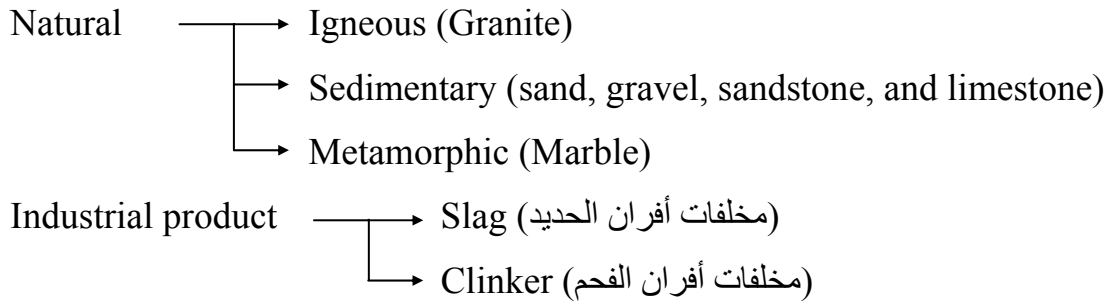 Natural Igneous (Granite)
Sedimentary (sand, gravel, sandstone, and limestone)
Metamorphic (Marble)
Industrial product Slag (مخلفات أفران الحديد)
Clinker (مخلفات أفران الفحم)